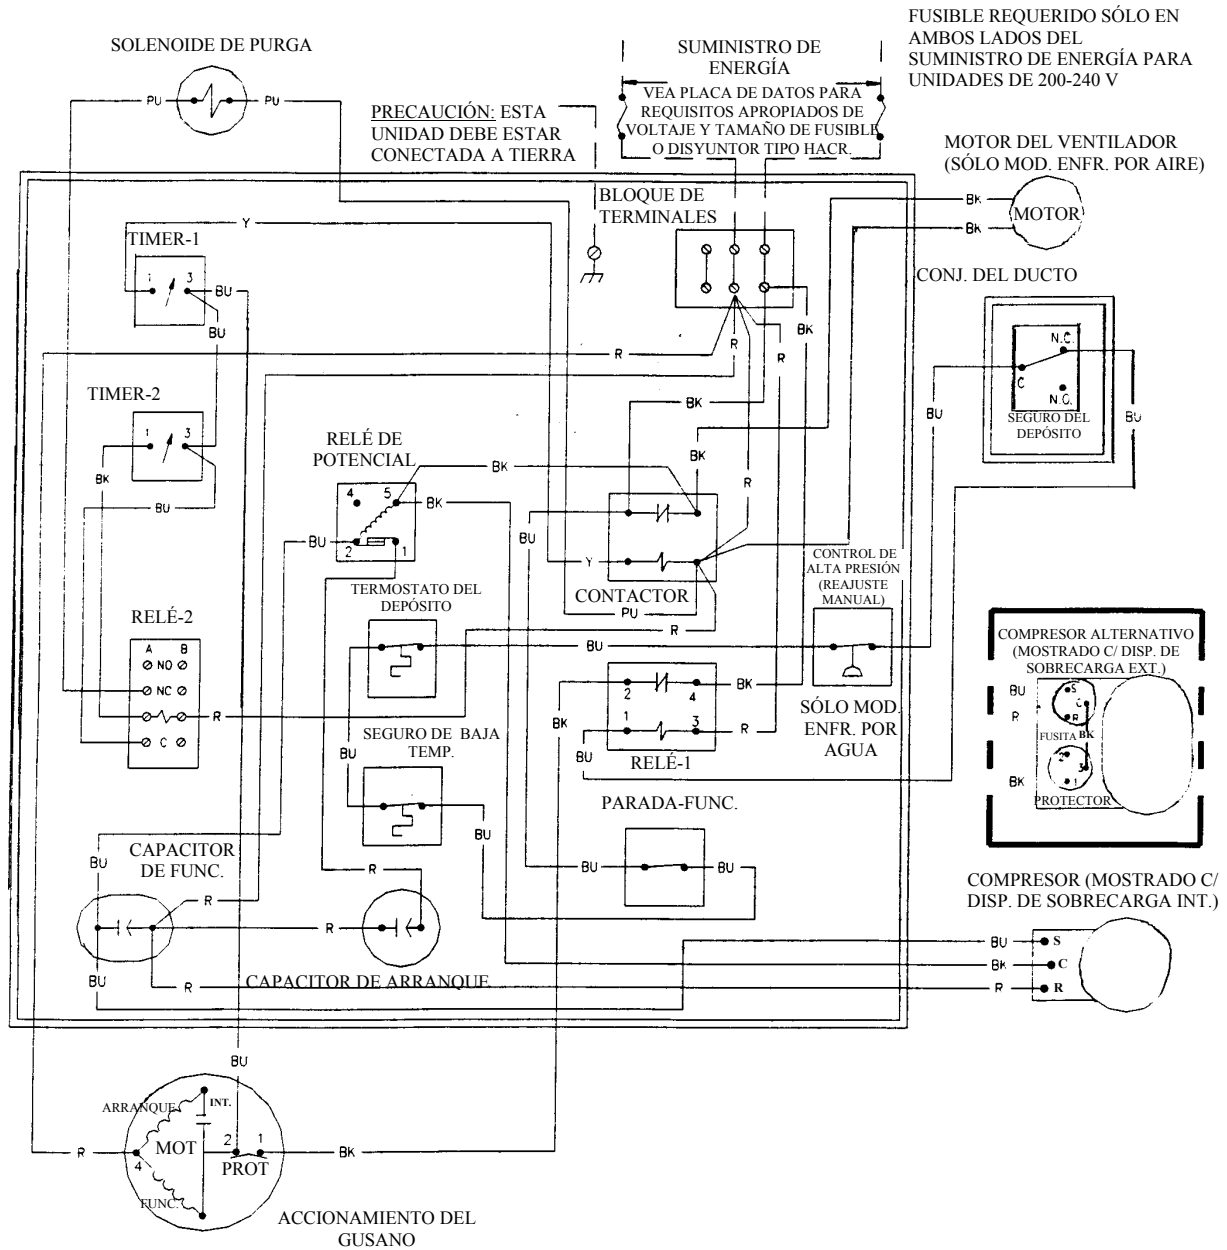 SOLENOIDE DE PURGA
PU
PU
PRECAUCIÓN: ESTA
UNIDAD DEBE ESTAR
CONECTADA A TIERRA
SUMINISTRO DE
ENERGÍA
VEA PLACA DE DATOS PARA
REQUISITOS APROPIADOS DE
VOLTAJE Y TAMAÑO DE FUSIBLE
O DISYUNTOR TIPO HACR.
FUSIBLE REQUERIDO SÓLO EN
AMBOS LADOS DEL
SUMINISTRO DE ENERGÍA PARA
UNIDADES DE 200-240 V
MOTOR DEL VENTILADOR
(SÓLO MOD. ENFR. POR AIRE)
BK
MOTOR
BK
BLOQUE DE
TERMINALES
Y
TIMER-1
1
3
BU
BU
CONJ. DEL DUCTO
N.C.
C
N.O.
SEGURO DEL
DEPÓSITO
BU
BU
BK
R
R
R
R
TIMER-2
1
3
BK
BU
RELÉ DE
POTENCIAL
BK
4
5
BK
BU
2
1
BK
BK
R
BU
Y
CONTACTOR
PU
CONTROL DE
ALTA PRESIÓN
(REAJUSTE
MANUAL)
TERMOSTATO DEL
DEPÓSITO
R
BU
RELÉ-2
A
B
NO
NC
R
C
2
4
BK
BK
1
3
R
BU
RELÉ-1
SÓLO MOD.
ENFR. POR
AGUA
SEGURO DE BAJA
TEMP.
BU
BU
COMPRESOR ALTERNATIVO
(MOSTRADO C/ DISP. DE
SOBRECARGA EXT.)
BU
S
C
R
R
FUSITA
BK
2
3
BK
1
PROTECTOR
PARADA-FUNC.
BU
BU
CAPACITOR
DE FUNC.
BU
R
R
R
CAPACITOR DE ARRANQUE
BU
R
COMPRESOR (MOSTRADO C/
DISP. DE SOBRECARGA INT.)
BU
S
BK
C
R
R
BU
ARRANQUE
INT.
MOT
2
1
R
4
PROT
BK
FUNC.
ACCIONAMIENTO DEL
GUSANO